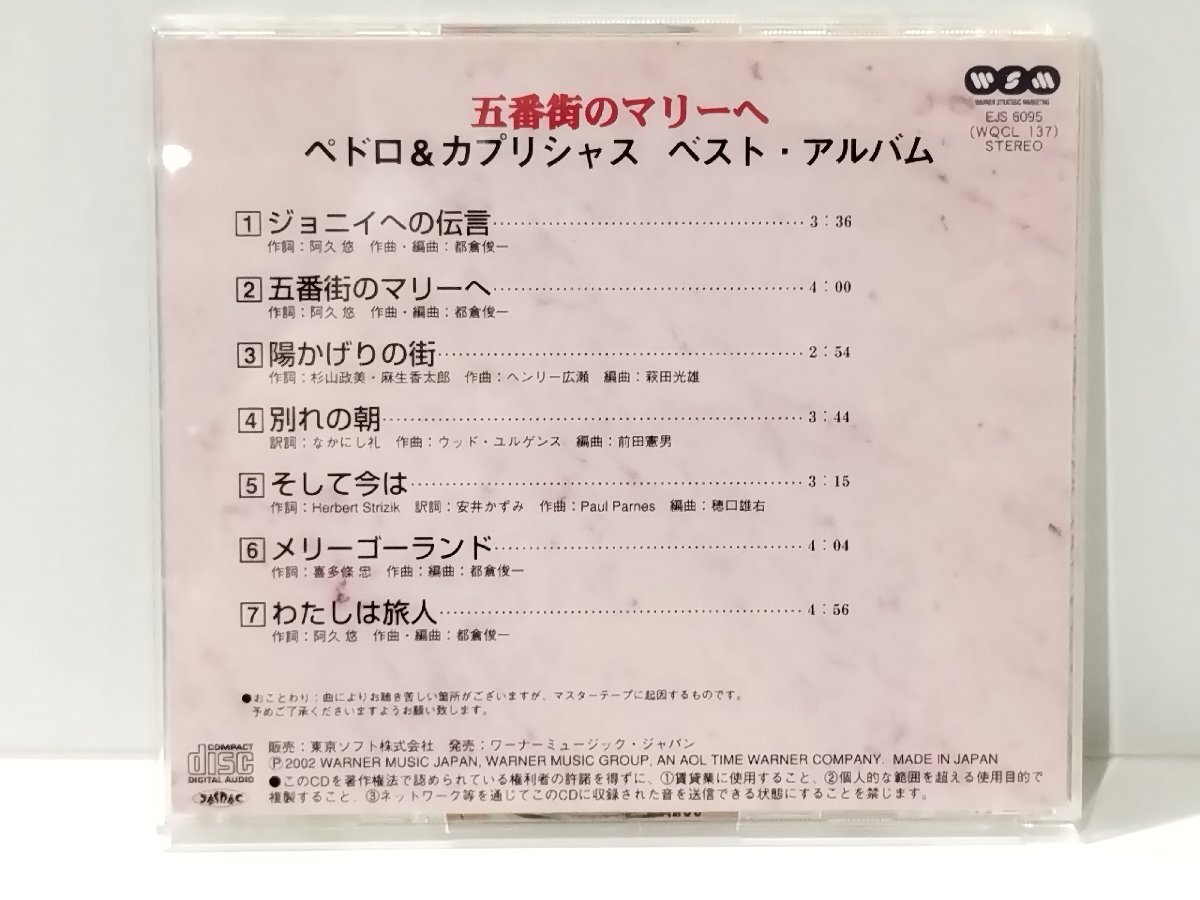 WSM
WARNER STRATEGIC MARKETING
EJS 6095
(WQCL 137)
STEREO
五番街のマリーへ
ペドロ&カプリシャス ベスト・アルバム
1 ジョニイへの伝言 3:36
作詞:阿久 悠 作曲・編曲:都倉俊一
2 五番街のマリーへ 4:00
作詞:阿久 悠 作曲・編曲:都倉俊一
3 陽かげりの街 2:54
作詞:杉山政美・麻生香太郎 作曲:ヘンリー広瀬 編曲:萩田光雄
4 別れの朝 3:44
訳詞:なかにし礼 作曲:ウッド・ユルゲンス 編曲:前田憲男
5 そして今は 3:15
作詞:Herbert Strizik 訳詞:安井かずみ 作曲:Paul Parnes 編曲:穂口雄右
6 メリーゴーランド 4:04
作詞:喜多條 忠 作曲:編曲:都倉俊一
7 わたしは旅人 4:56
作詞:阿久 悠 作曲・編曲:都倉俊一
●おことわり:曲によりお聴き苦しい箇所がございますが、マスターテープに起因するものです。
予めご了承くださいますようお願い致します。
COMPACT
disc
DIGITAL AUDIO
JASRAC
販売:東京ソフト株式会社 発売:ワーナーミュージック・ジャパン
Ⓟ2002 WARNER MUSIC JAPAN, WARNER MUSIC GROUP, AN AOL TIME WARNER COMPANY. MADE IN JAPAN
●このCDを著作権法で認められている権利者の許諾を得ずに、①賃貸業に使用すること、②個人的な範囲を超える使用目的で
複製すること、③ネットワーク等を通じてこのCDに収録された音を送信できる状態にすることを禁じます。